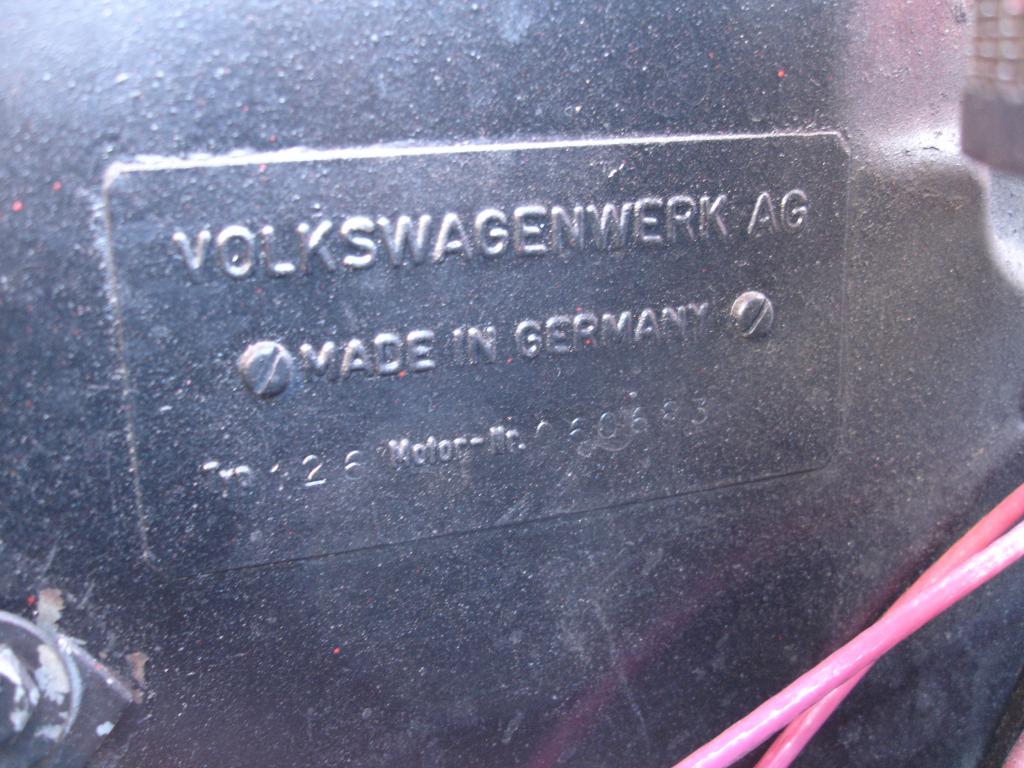 VOLKSWAGENWERK AG
MADE IN GERMANY
Typ 126 Motor-Nr.